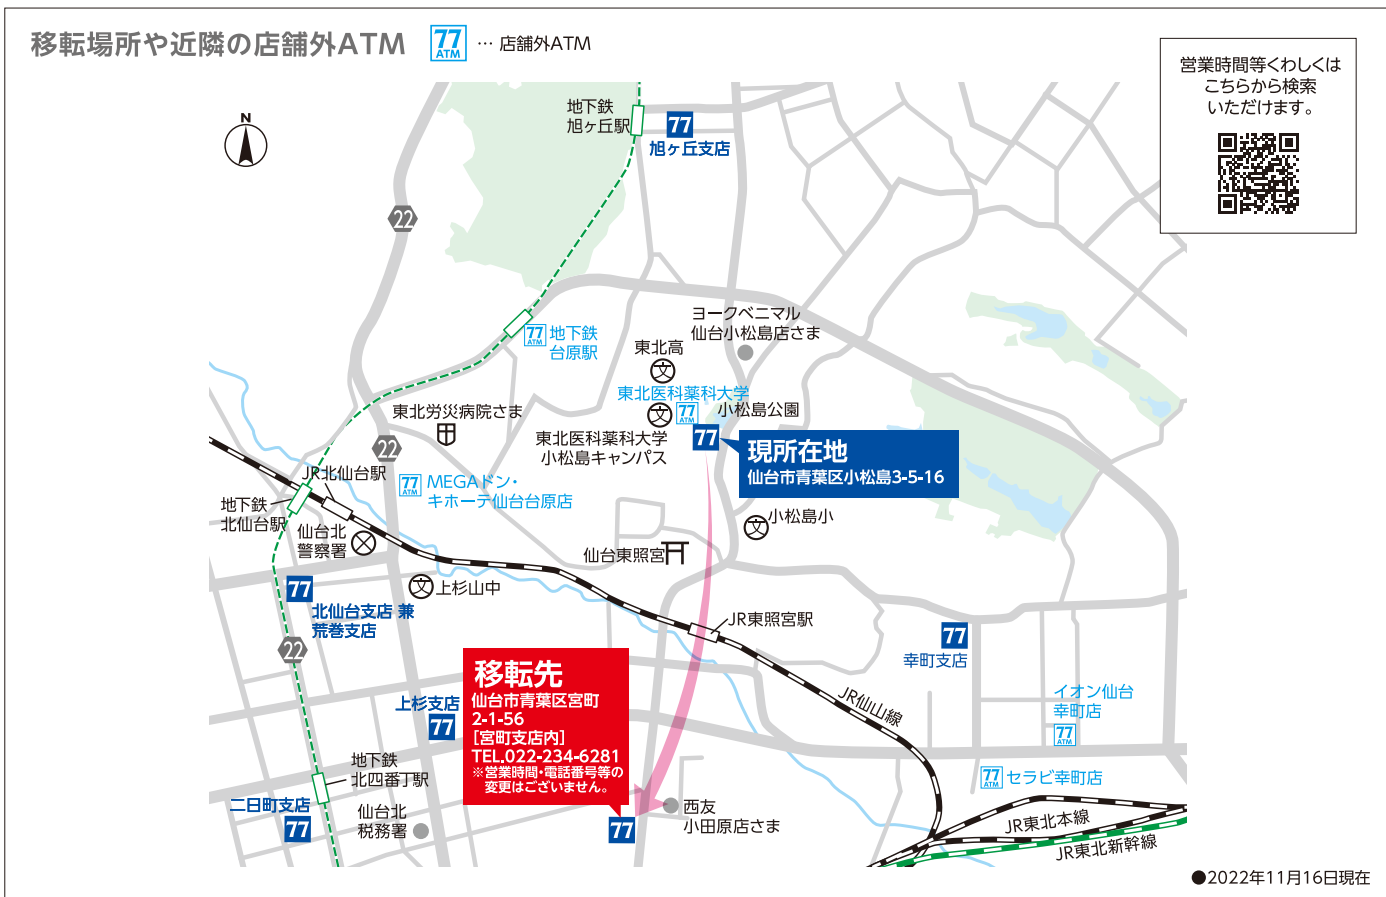 移転場所や近隣の店舗外ATM
77
ATM
… 店舗外ATM
営業時間等くわしくは
こちらから検索
いただけます。
N
地下鉄
旭ヶ丘駅
77
旭ヶ丘支店
22
ヨークベニマル
仙台小松島店さま
77
ATM
地下鉄
台原駅
東北高
文
東北医科薬科大学
文
77
ATM
小松島公園
東北労災病院さま
東北医科薬科大学
小松島キャンパス
77
現所在地
仙台市青葉区小松島3-5-16
22
JR北仙台駅
77
ATM
MEGAドン・
キホーテ仙台台原店
地下鉄
北仙台駅
仙台北
警察署
文
小松島小
仙台東照宮
77
北仙台支店 兼
荒巻支店
文
上杉山中
JR東照宮駅
22
77
幸町支店
移転先
仙台市青葉区宮町
2-1-56
[宮町支店内]
TEL.022-234-6281
※営業時間・電話番号等の
変更はございません。
上杉支店
77
JR仙山線
イオン仙台
幸町店
77
ATM
地下鉄
北四番丁駅
77
ATM
セラビ幸町店
二日町支店
77
仙台北
税務署
77
西友
小田原店さま
JR東北本線
JR東北新幹線
●2022年11月16日現在